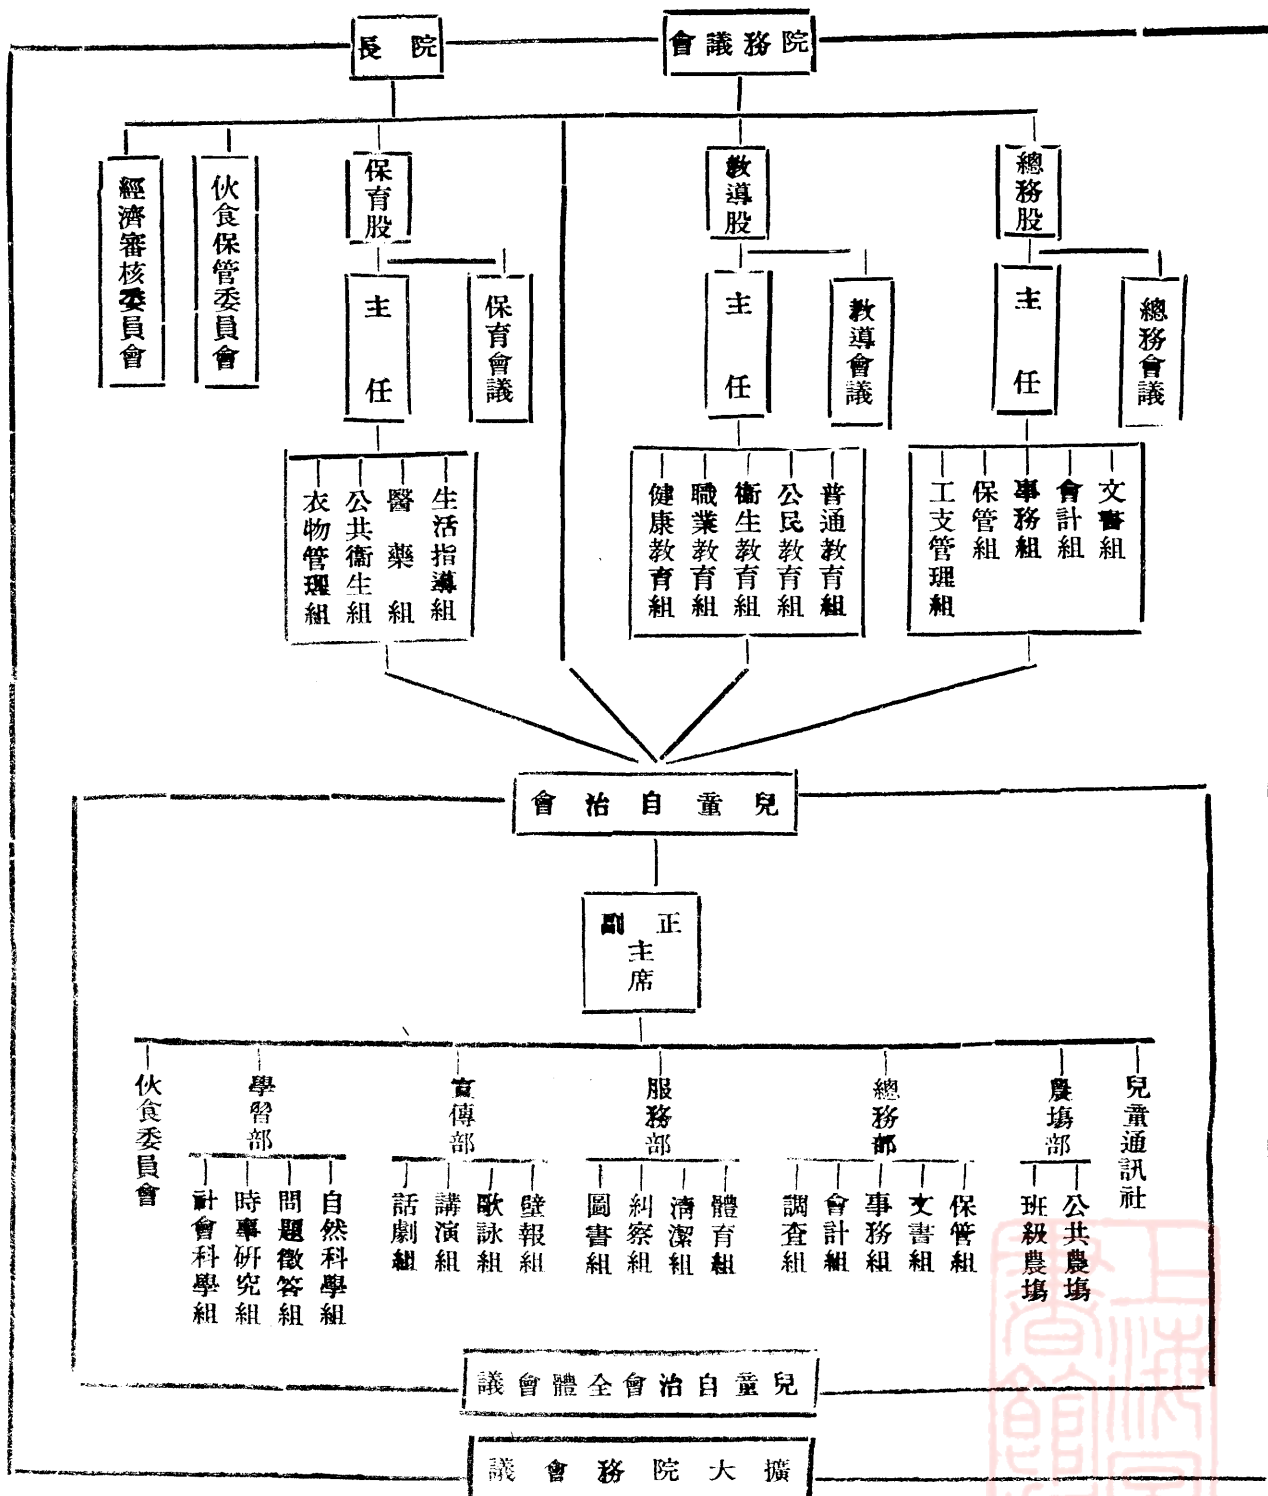 院務會議
院長
總務股
教導股
保育股
伙食保管委員會
經濟審核委員會
總務會議
主任
教導會議
主任
保育會議
主任
文書組
會計組
事務組
保管組
工支管理組
普通教育組
公民教育組
衞生教育組
職業教育組
健康教育組
生活指導組
醫藥組
公共衞生組
衣物管理組
兒童自治會
正副
主席
兒童通訊社
農塲部
總務部
服務部
宣傳部
學習部
伙食委員會
公共農塲
班級農塲
保管組
文書組
事務組
會計組
調查組
體育組
清潔組
糾察組
圖書組
壁報組
歌詠組
講演組
話劇組
自然科學組
問題徵答組
時事研究組
計會科學組
兒童自治會全體會議
擴大院務會議